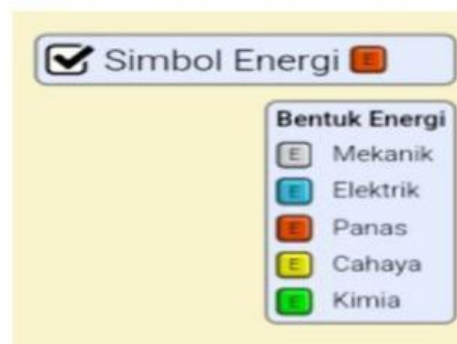 Simbol Energi E
Bentuk Energi
E Mekanik
E Elektrik
E Panas
E Cahaya
E Kimia